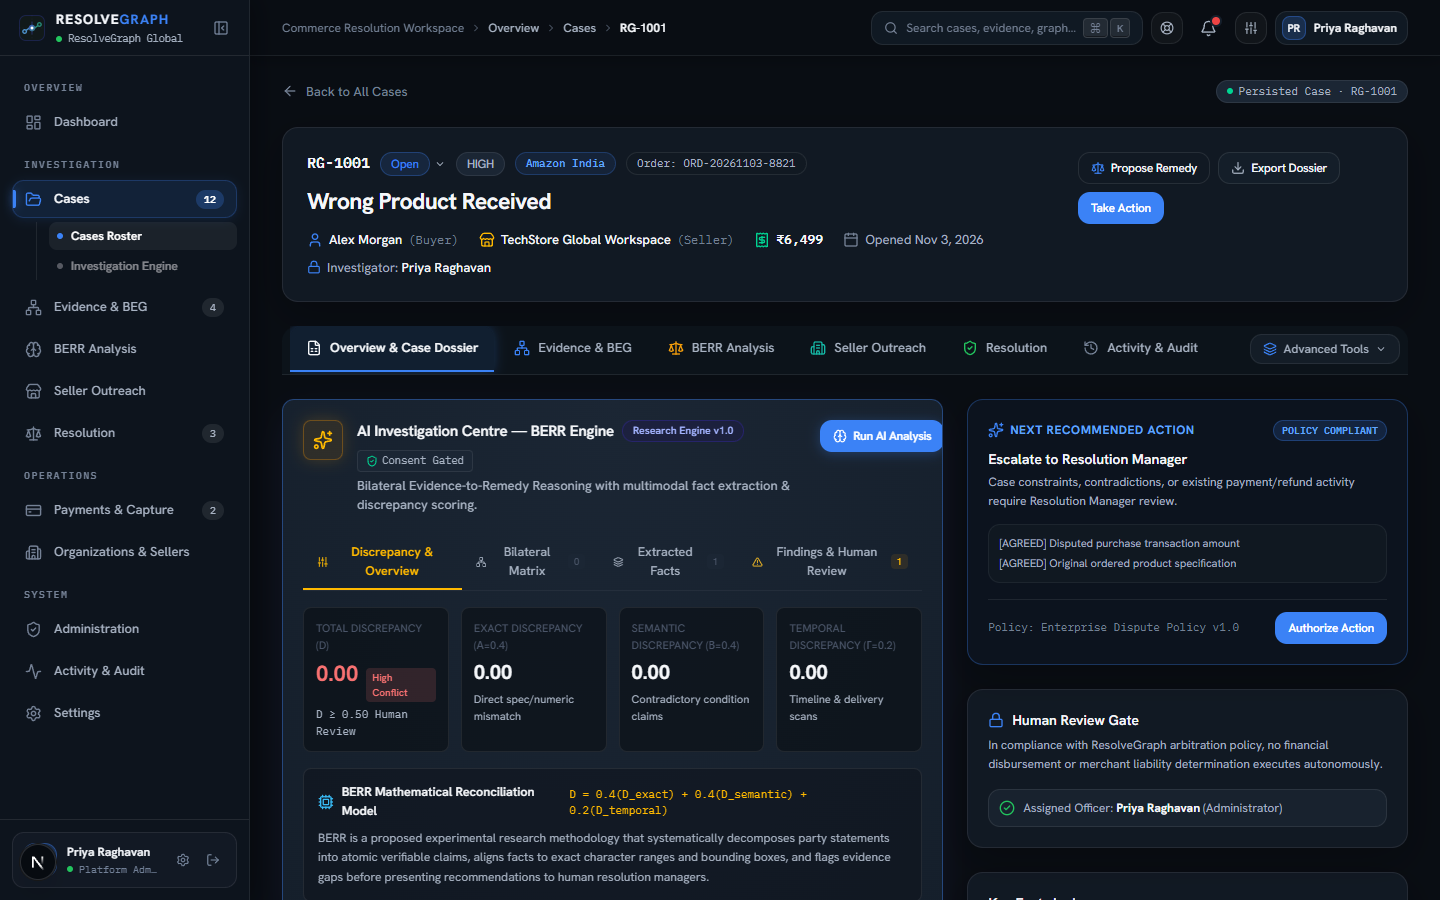 RESOLVEGRAPH
ResolveGraph Global
Commerce Resolution Workspace > Overview > Cases > RG-1001
Search cases, evidence, graph... ⌘ K
PR Priya Raghavan
OVERVIEW
Dashboard
INVESTIGATION
Cases 12
Cases Roster
Investigation Engine
Evidence & BEG 4
BERR Analysis
Seller Outreach
Resolution 3
OPERATIONS
Payments & Capture 2
Organizations & Sellers
SYSTEM
Administration
Activity & Audit
Settings
N Priya Raghavan
Platform Adm…
Back to All Cases
Persisted Case · RG-1001
RG-1001 Open HIGH Amazon India Order: ORD-20261103-8821
Wrong Product Received
Alex Morgan (Buyer) TechStore Global Workspace (Seller) ₹6,499 Opened Nov 3, 2026
Investigator: Priya Raghavan
Propose Remedy Export Dossier
Take Action
Overview & Case Dossier Evidence & BEG BERR Analysis Seller Outreach Resolution Activity & Audit Advanced Tools
AI Investigation Centre — BERR Engine Research Engine v1.0
Consent Gated
Bilateral Evidence-to-Remedy Reasoning with multimodal fact extraction &
discrepancy scoring.
Run AI Analysis
Discrepancy &
Overview
Bilateral
Matrix
0
Extracted
Facts
1
Findings & Human
Review
1
TOTAL DISCREPANCY
(D)
0.00 High
Conflict
D ≥ 0.50 Human
Review
EXACT DISCREPANCY
(Α=0.4)
0.00
Direct spec/numeric
mismatch
SEMANTIC
DISCREPANCY (Β=0.4)
0.00
Contradictory condition
claims
TEMPORAL
DISCREPANCY (Γ=0.2)
0.00
Timeline & delivery
scans
BERR Mathematical Reconciliation
Model
D = 0.4(D_exact) + 0.4(D_semantic) +
0.2(D_temporal)
BERR is a proposed experimental research methodology that systematically decomposes party statements
into atomic verifiable claims, aligns facts to exact character ranges and bounding boxes, and flags evidence
gaps before presenting recommendations to human resolution managers.
NEXT RECOMMENDED ACTION POLICY COMPLIANT
Escalate to Resolution Manager
Case constraints, contradictions, or existing payment/refund activity
require Resolution Manager review.
[AGREED] Disputed purchase transaction amount
[AGREED] Original ordered product specification
Policy: Enterprise Dispute Policy v1.0 Authorize Action
Human Review Gate
In compliance with ResolveGraph arbitration policy, no financial
disbursement or merchant liability determination executes autonomously.
Assigned Officer: Priya Raghavan (Administrator)